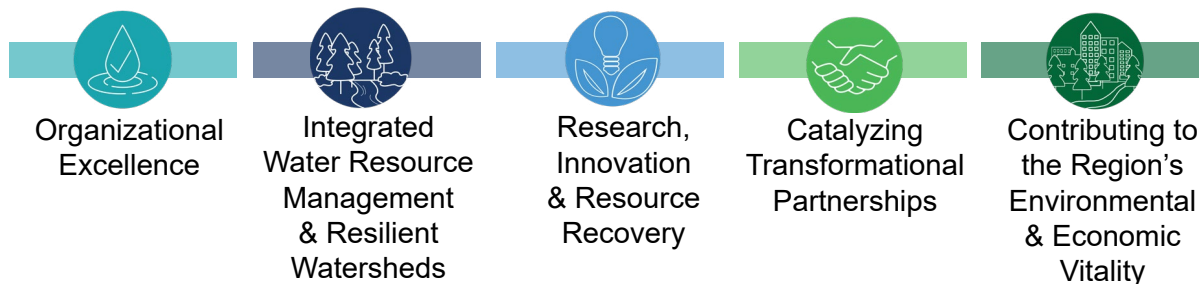 Organizational
Excellence
Integrated
Water Resource
Management
& Resilient
Watersheds
Research,
Innovation
& Resource
Recovery
Catalyzing
Transformational
Partnerships
Contributing to
the Region's
Environmental
& Economic
Vitality